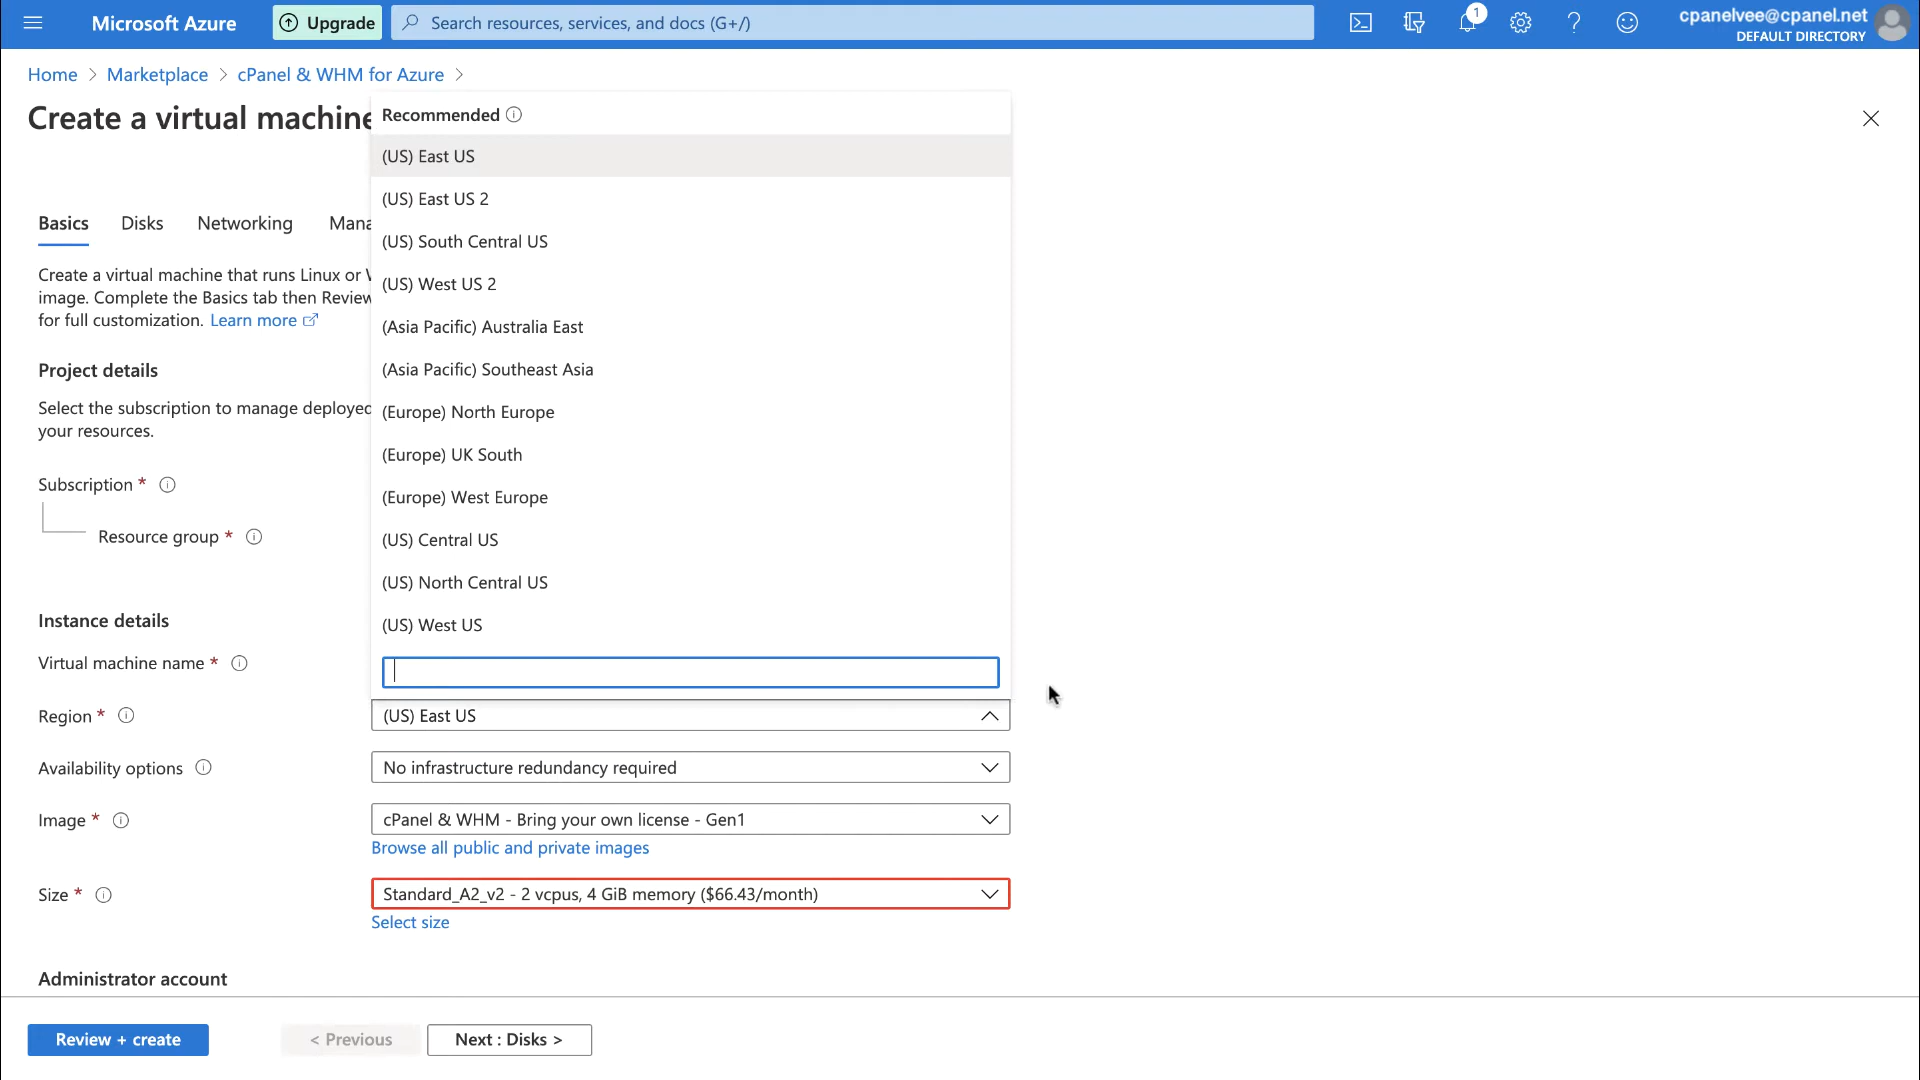 Microsoft Azure
Upgrade
Search resources, services, and docs (G+/)
1
cpanelvee@cpanel.net
DEFAULT DIRECTORY
Home > Marketplace > cPanel & WHM for Azure >
Create a virtual machine
Basics Disks Networking Mana
Create a virtual machine that runs Linux or W
image. Complete the Basics tab then Review
for full customization. Learn more
Project details
Select the subscription to manage deployed
your resources.
Subscription *
Resource group *
Instance details
Virtual machine name *
Recommended
(US) East US
(US) East US 2
(US) South Central US
(US) West US 2
(Asia Pacific) Australia East
(Asia Pacific) Southeast Asia
(Europe) North Europe
(Europe) UK South
(Europe) West Europe
(US) Central US
(US) North Central US
(US) West US
Region * (US) East US
Availability options No infrastructure redundancy required
Image * cPanel & WHM - Bring your own license - Gen1
Browse all public and private images
Size * Standard_A2_v2 - 2 vcpus, 4 GiB memory ($66.43/month)
Select size
Administrator account
Review + create < Previous Next : Disks >